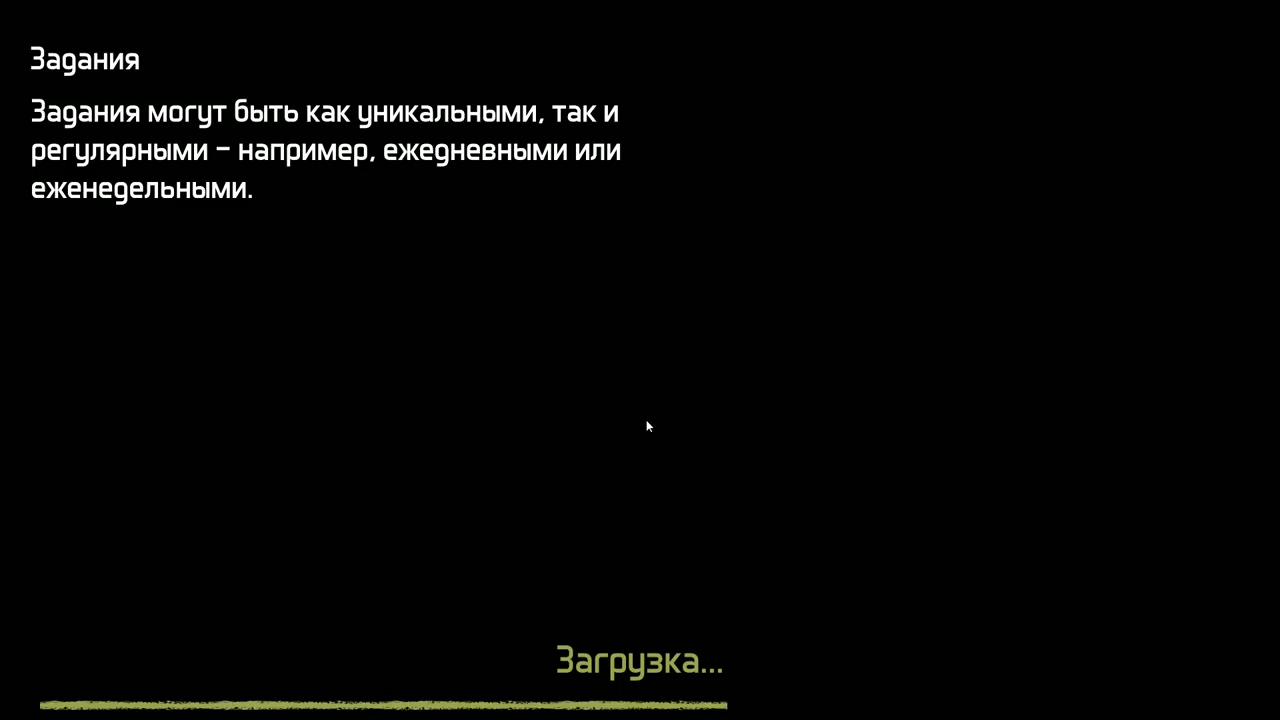 Задания
Задания могут быть как уникальными, так и
регулярными – например, ежедневными или
еженедельными.
Загрузка...